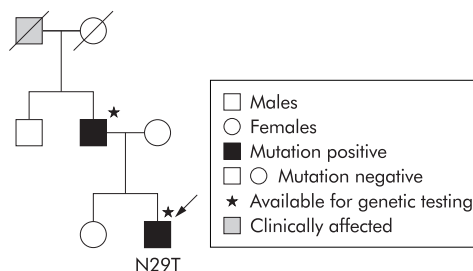 Males
Females
Mutation positive
Mutation negative
Available for genetic testing
Clinically affected
N29T